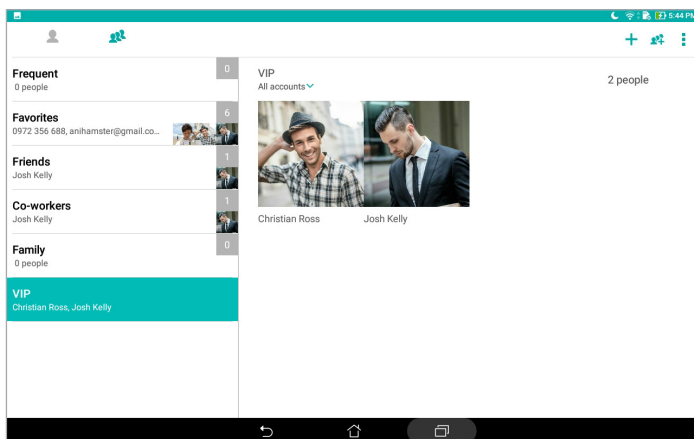 5:44 PM
Frequent
0
0 people
Favorites
6
0972 356 688, anihamster@gmail.co...
Friends
1
Josh Kelly
Co-workers
1
Josh Kelly
Family
0
0 people
VIP
Christian Ross, Josh Kelly
VIP
All accounts
2 people
Christian Ross
Josh Kelly